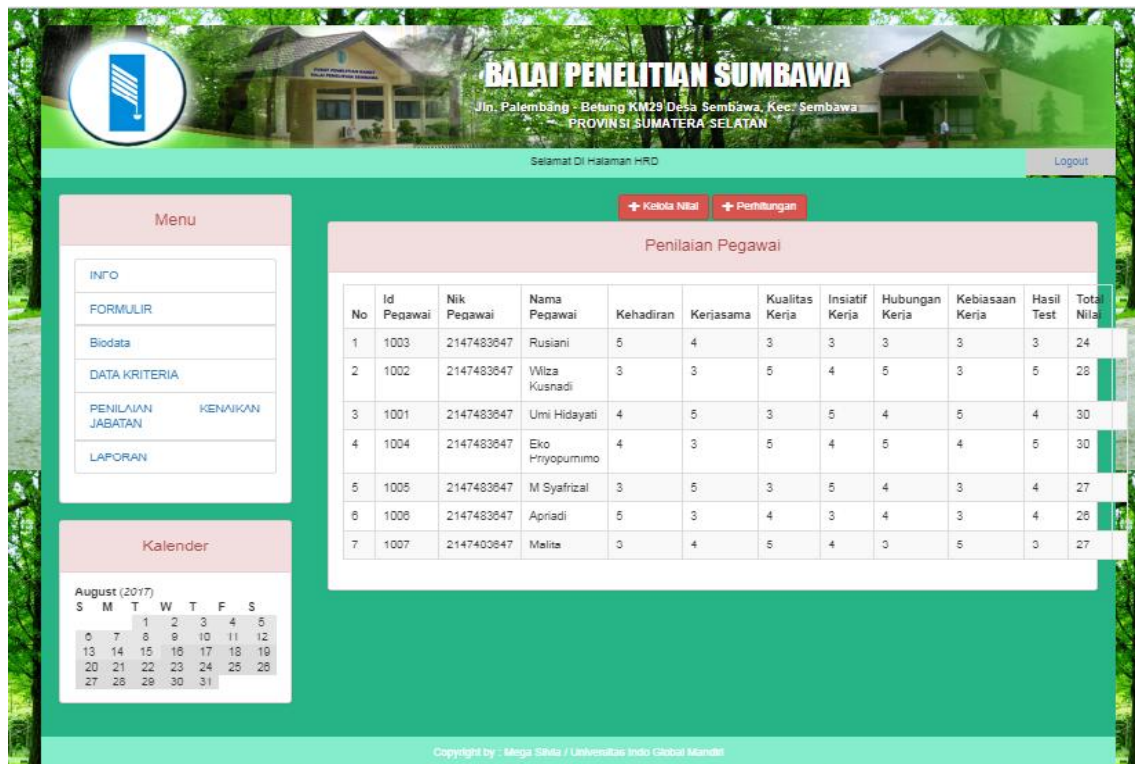 BALAI PENELITIAN SUMBAWA
Jln. Palembang - Betung KM29 Desa Sembawa, Kec. Sembawa
PROVINSI SUMATERA SELATAN
Selamat Di Halaman HRD
Logout
Menu
INFO
FORMULIR
Biodata
DATA KRITERIA
PENILAIAN KENAIKAN
JABATAN
LAPORAN
Kalender
August (2017)
S M T W T F S
1 2 3 4 5
6 7 8 9 10 11 12
13 14 15 16 17 18 19
20 21 22 23 24 25 26
27 28 29 30 31
+ Kelola Nilai + Perhitungan
Penilaian Pegawai
No Id Pegawai Nik Pegawai Nama Pegawai Kehadiran Kerjasama Kualitas Kerja Insiatif Kerja Hubungan Kerja Kebiasaan Kerja Hasil Test Total Nilai
1 1003 2147483647 Rusiani 5 4 3 3 3 3 3 24
2 1002 2147483647 Wilza Kusnadi 3 3 5 4 5 3 5 28
3 1001 2147483647 Umi Hidayati 4 5 3 5 4 5 4 30
4 1004 2147483647 Eko Priyopurnimo 4 3 5 4 5 4 5 30
5 1005 2147483647 M Syafrizal 3 5 3 5 4 3 4 27
6 1006 2147483647 Apriadi 5 3 4 3 4 3 4 26
7 1007 2147483647 Malita 3 4 5 4 3 5 3 27
Copyright by : Mega Silvia / Universitas Indo Global Mandiri